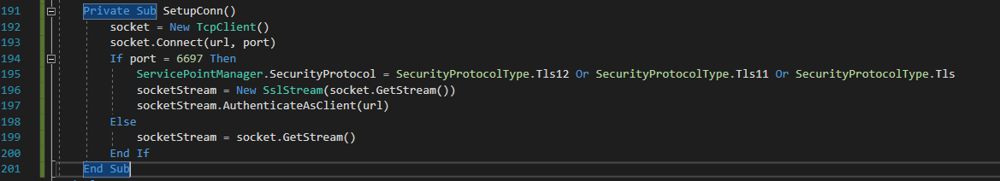 191 Private Sub SetupConn()
192 socket = New TcpClient()
193 socket.Connect(url, port)
194 If port = 6697 Then
195 ServicePointManager.SecurityProtocol = SecurityProtocolType.Tls12 Or SecurityProtocolType.Tls11 Or SecurityProtocolType.Tls
196 socketStream = New SslStream(socket.GetStream())
197 socketStream.AuthenticateAsClient(url)
198 Else
199 socketStream = socket.GetStream()
200 End If
201 End Sub